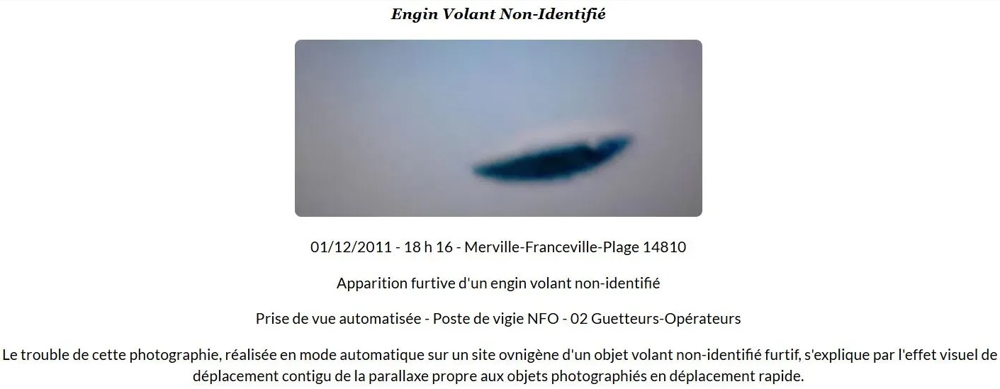 Engin Volant Non-Identifié
01/12/2011 - 18 h 16 - Merville-Franceville-Plage 14810
Apparition furtive d'un engin volant non-identifié
Prise de vue automatisée - Poste de vigie NFO - 02 Guetteurs-Opérateurs
Le trouble de cette photographie, réalisée en mode automatique sur un site ovnigène d'un objet volant non-identifié furtif, s'explique par l'effet visuel de
déplacement contigu de la parallaxe propre aux objets photographiés en déplacement rapide.